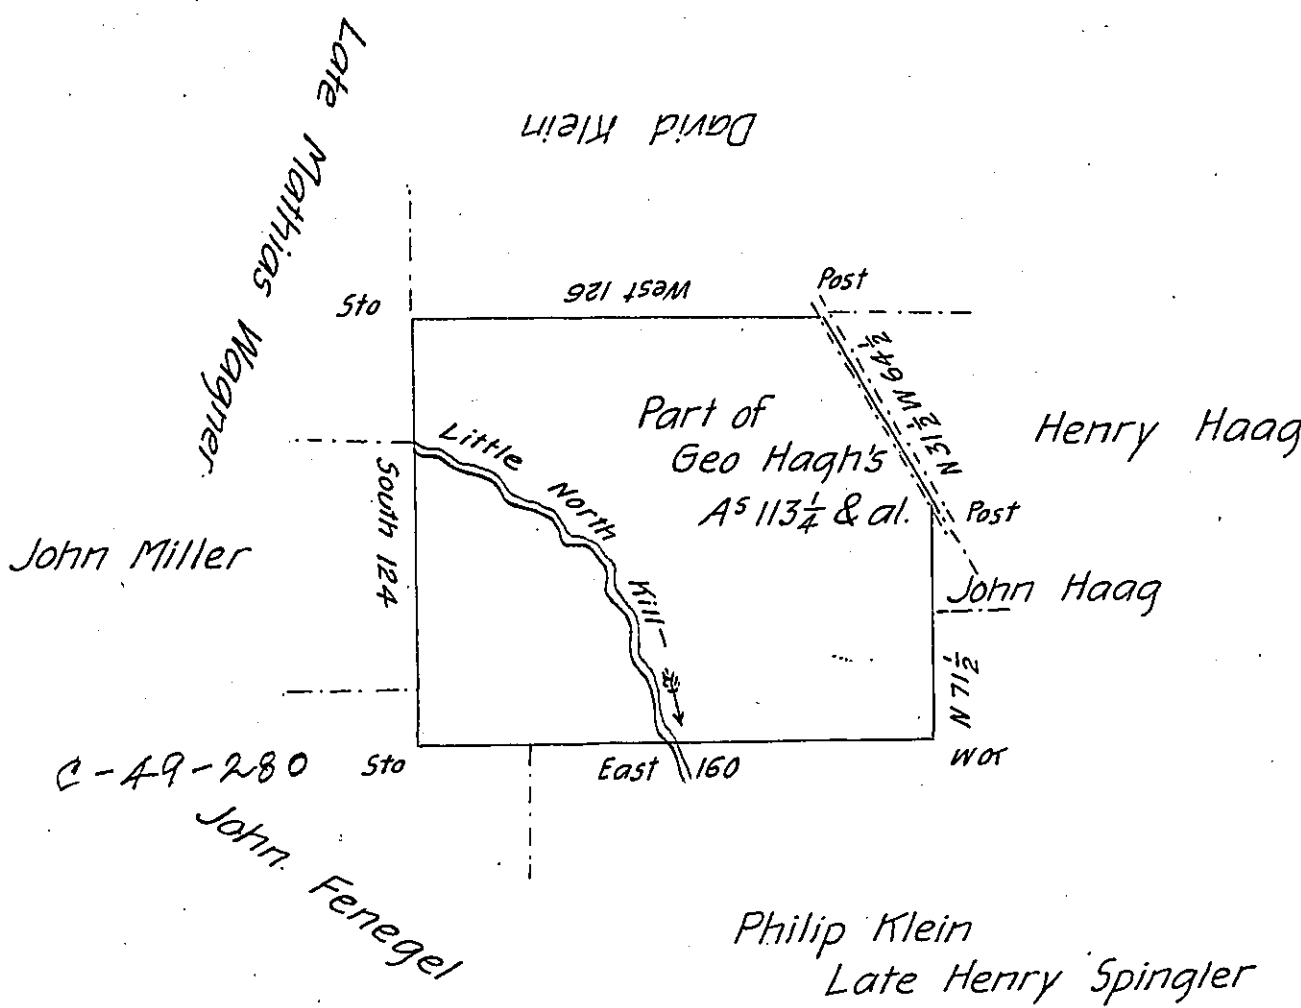 Late Mathias Wagner
David Klein
Sto
West 126
Post
N 31½ W 64½
Part of
Geo Hagh's
Aˢ 113¼ & al.
Henry Haag
Little North Kill
South 124
Post
John Miller
John Haag
N 71½
C-49-280
Sto
East 160
John Fenegel
Philip Klein
Late Henry Spingler